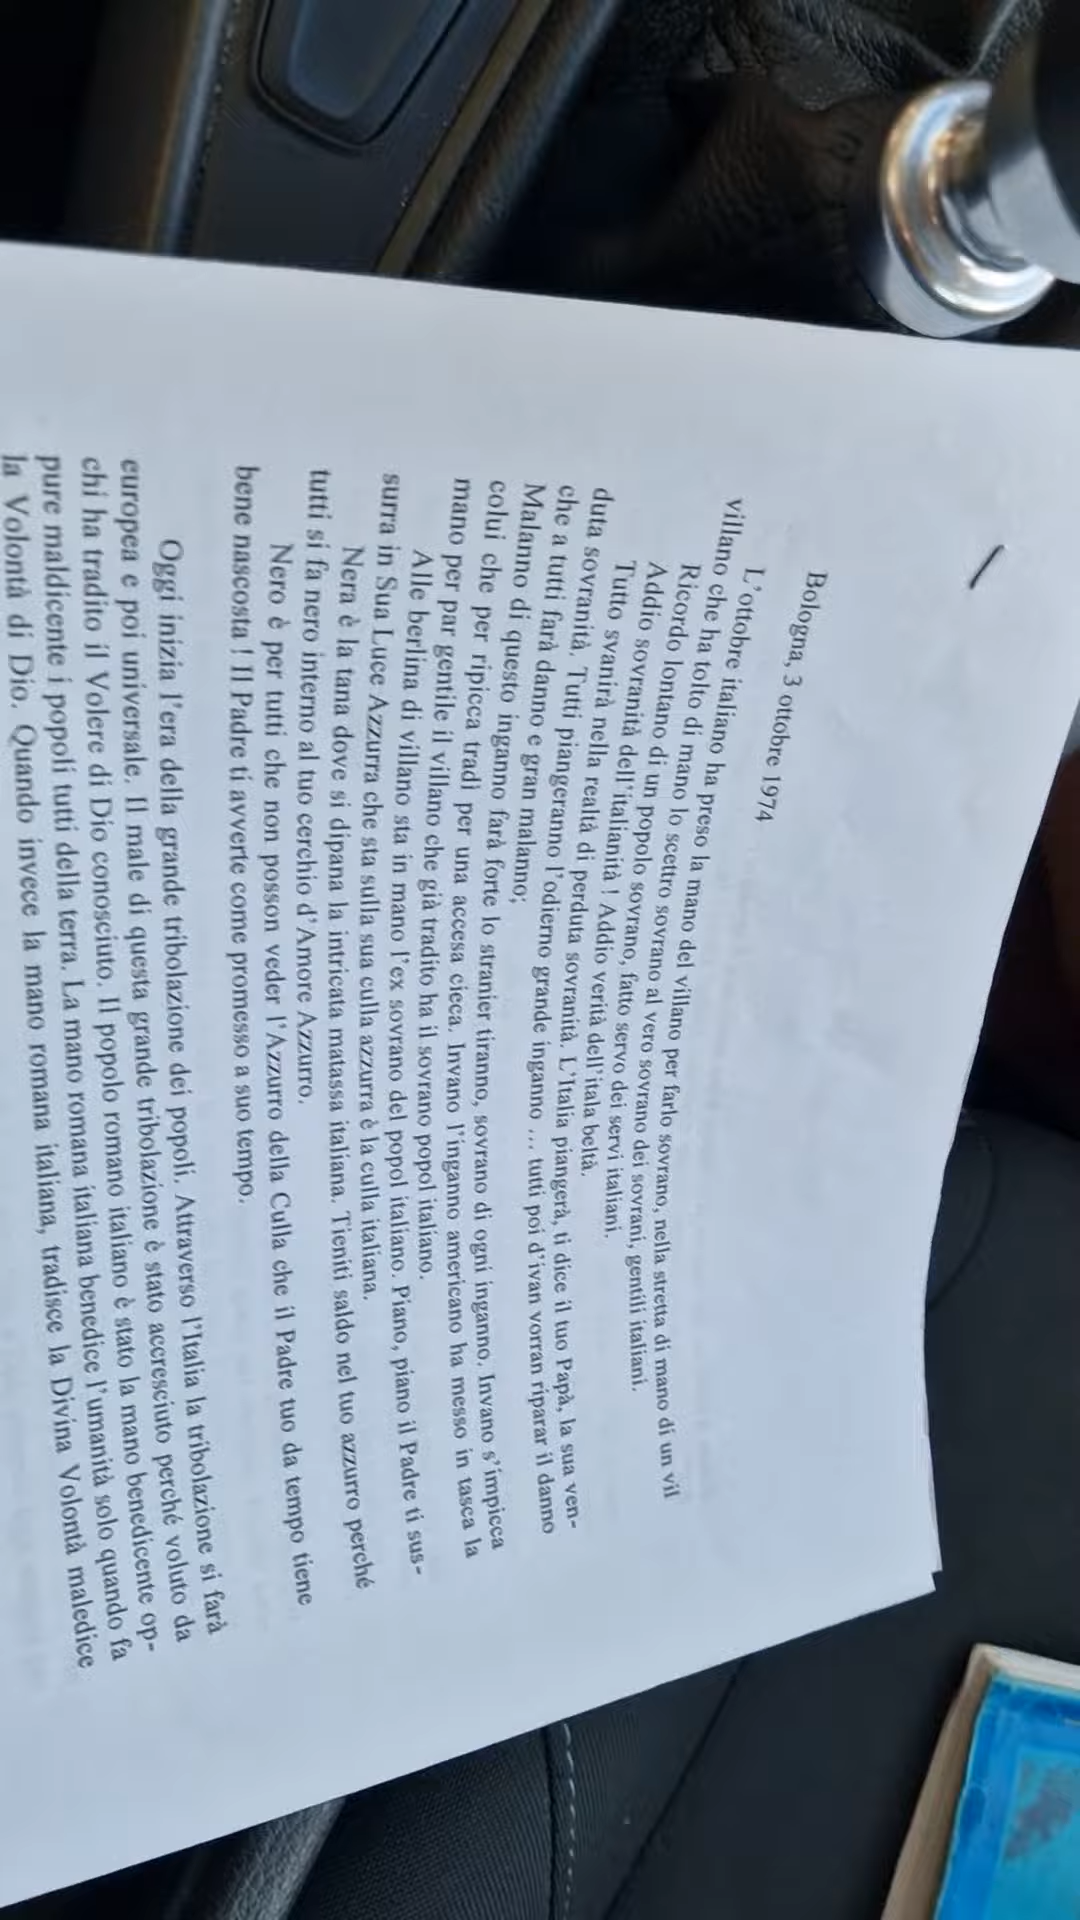 Bologna, 3 ottobre 1974
L'ottobre italiano ha preso la mano del villano per farlo sovrano, nella stretta di mano di un vil
villano che ha tolto di mano lo scettro sovrano al vero sovrano dei sovrani, gentili italiani.
Ricordo lontano di un popolo sovrano, fatto servo dei servi italiani.
Addio sovranità dell'italianità ! Addio verità dell'itala beltà.
Tutto svanirà nella realtà di perduta sovranità. L'Italia piangerà, ti dice il tuo Papà, la sua ven-
duta sovranità. Tutti piangeranno l'odierno grande inganno ... tutti poi d'ivan vorran riparar il danno
che a tutti farà danno e gran malanno;
Malanno di questo inganno farà forte lo stranier tiranno, sovrano di ogni inganno. Invano s'impicca
colui che per ripicca tradì per una accesa cicca. Invano l'inganno americano ha messo in tasca la
mano per par gentile il villano che già tradito ha il sovrano popol italiano.
Alle berlina di villano sta in mano l'ex sovrano del popol italiano. Piano, piano il Padre ti sus-
surra in Sua Luce Azzurra che sta sulla sua culla azzurra è la culla italiana.
Nera è la tana dove si dipana la intricata matassa italiana. Tieniti saldo nel tuo azzurro perché
tutti si fa nero interno al tuo cerchio d'Amore Azzurro.
Nero è per tutti che non posson veder l'Azzurro della Culla che il Padre tuo da tempo tiene
bene nascosta ! Il Padre ti avverte come promesso a suo tempo.
Oggi inizia l'era della grande tribolazione dei popoli. Attraverso l'Italia la tribolazione si farà
europea e poi universale. Il male di questa grande tribolazione è stato accresciuto perché voluto da
chi ha tradito il Volere di Dio conosciuto. Il popolo romano italiano è stato la mano benedicente op-
pure maldicente i popoli tutti della terra. La mano romana italiana benedice l'umanità solo quando fa
la Volontà di Dio. Quando invece la mano romana italiana, tradisce la Divina Volontà maledice